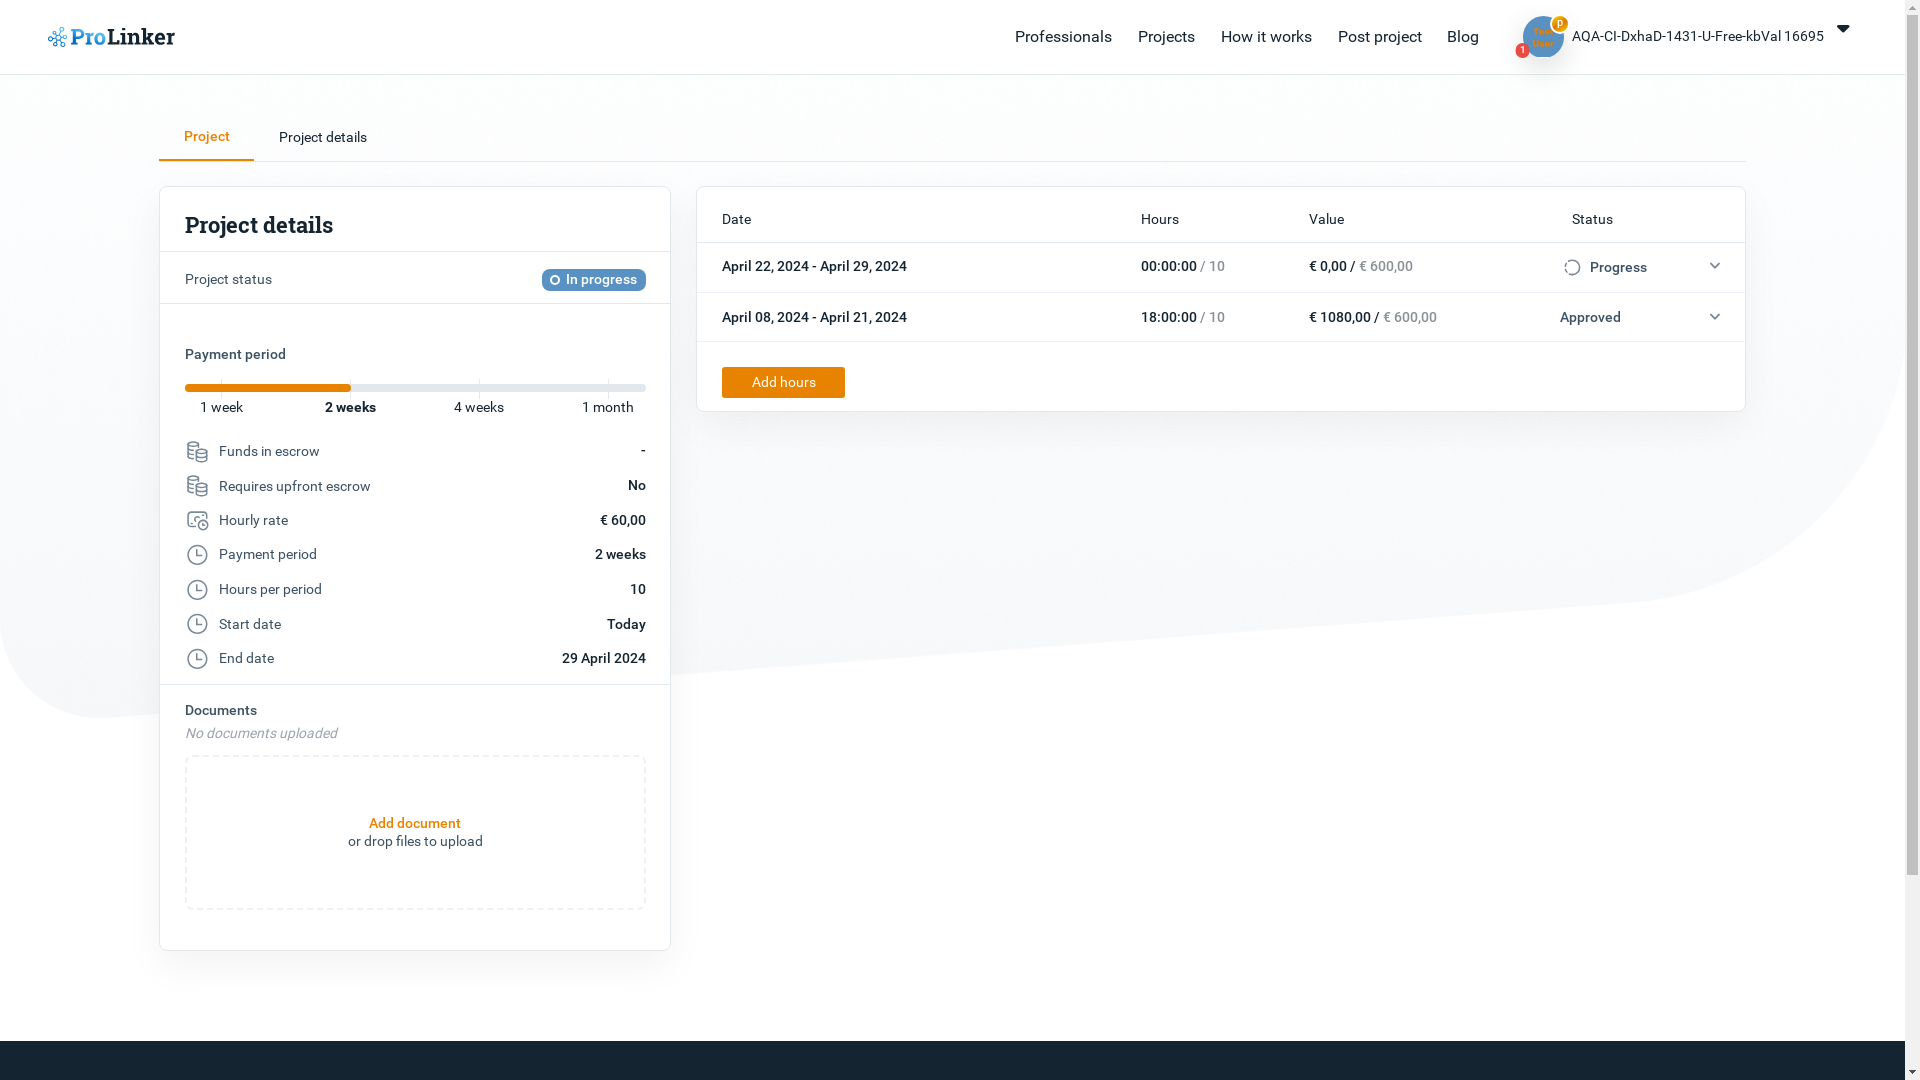 ProLinker
Professionals
Projects
How it works
Post project
Blog
p
1
AQA-CI-DxhaD-1431-U-Free-kbVal 16695
Project
Project details
Project details
Project status
In progress
Payment period
1 week
2 weeks
4 weeks
1 month
Funds in escrow -
Requires upfront escrow No
Hourly rate € 60,00
Payment period 2 weeks
Hours per period 10
Start date Today
End date 29 April 2024
Documents
No documents uploaded
Add document
or drop files to upload
Date Hours Value Status
April 22, 2024 - April 29, 2024 00:00:00 / 10 € 0,00 / € 600,00 Progress
April 08, 2024 - April 21, 2024 18:00:00 / 10 € 1080,00 / € 600,00 Approved
Add hours